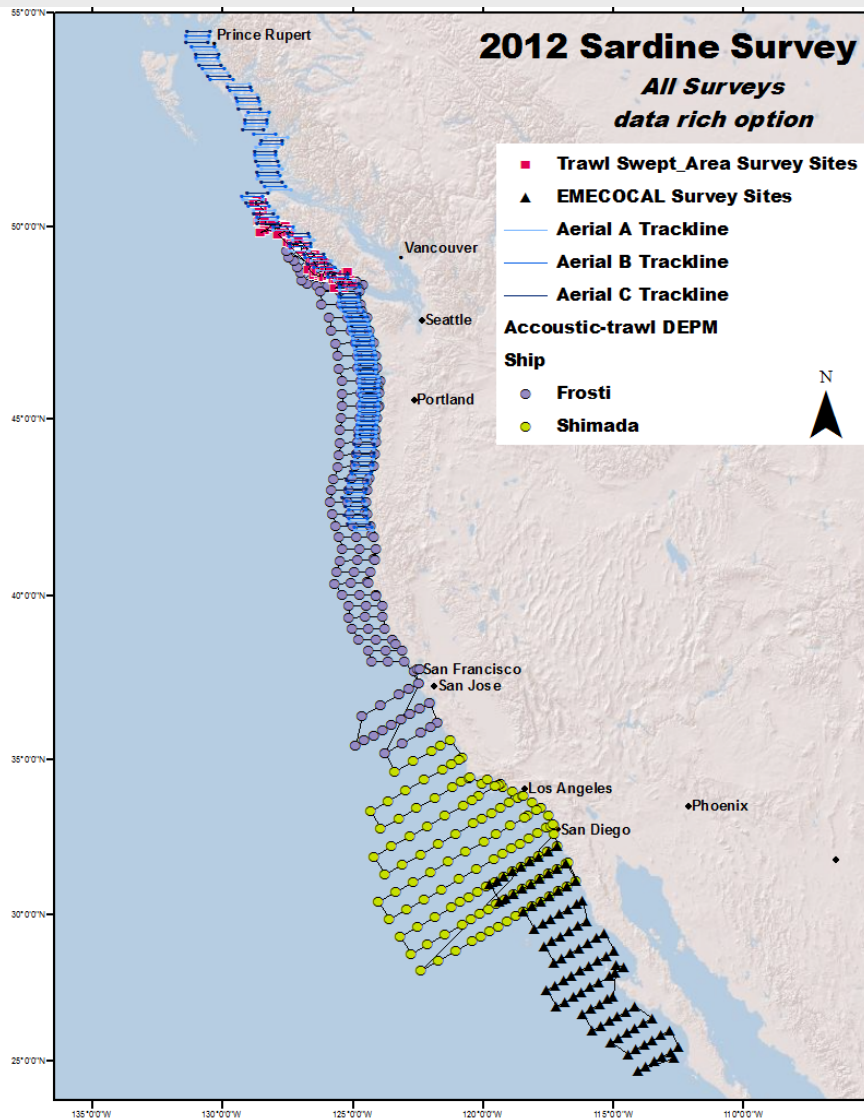 55°0'0"N
Prince Rupert
2012 Sardine Survey
All Surveys
data rich option
Trawl Swept_Area Survey Sites
EMECOCAL Survey Sites
Aerial A Trackline
Aerial B Trackline
Aerial C Trackline
Accoustic-trawl DEPM
Ship
Frosti
Shimada
N
50°0'0"N
Vancouver
Seattle
Portland
45°0'0"N
40°0'0"N
San Francisco
San Jose
35°0'0"N
Los Angeles
Phoenix
San Diego
30°0'0"N
25°0'0"N
135°0'0"W
130°0'0"W
125°0'0"W
120°0'0"W
115°0'0"W
110°0'0"W